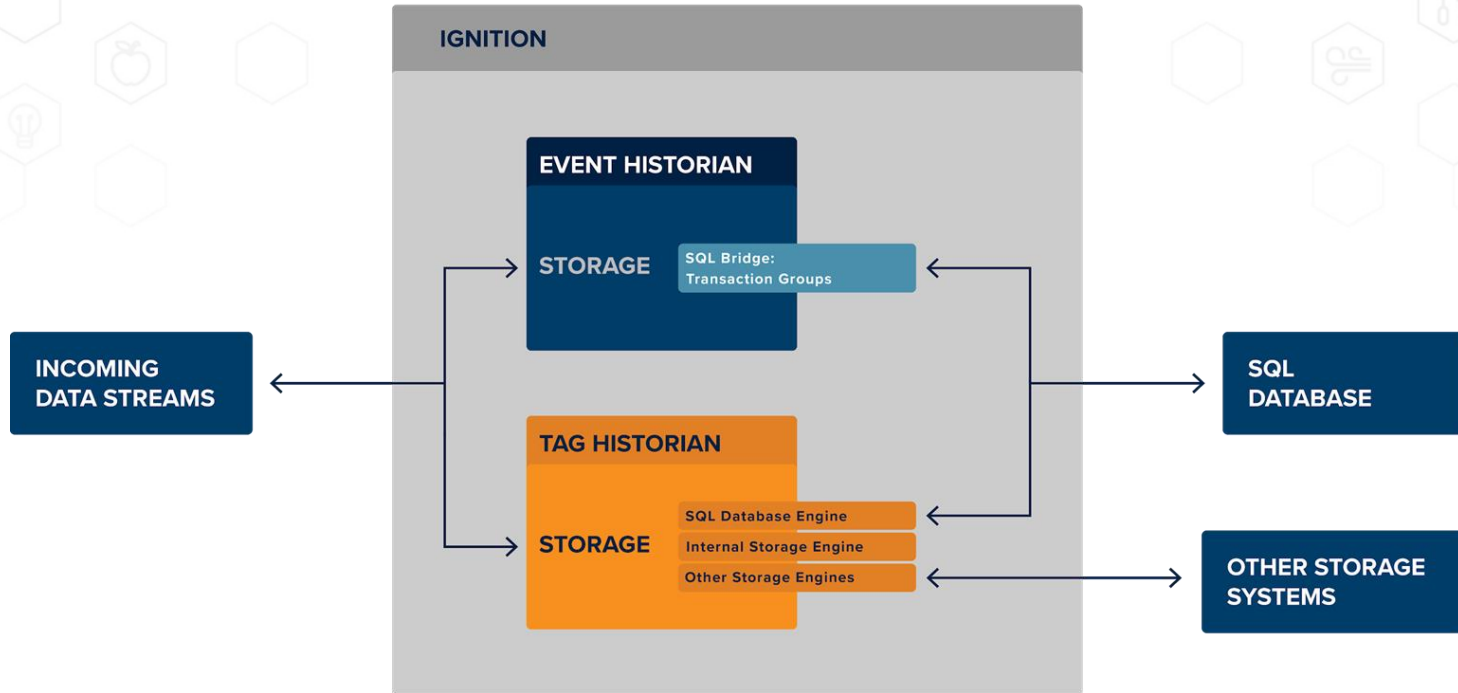 IGNITION
EVENT HISTORIAN
STORAGE
SQL Bridge:
Transaction Groups
INCOMING
DATA STREAMS
SQL
DATABASE
TAG HISTORIAN
STORAGE
SQL Database Engine
Internal Storage Engine
Other Storage Engines
OTHER STORAGE
SYSTEMS